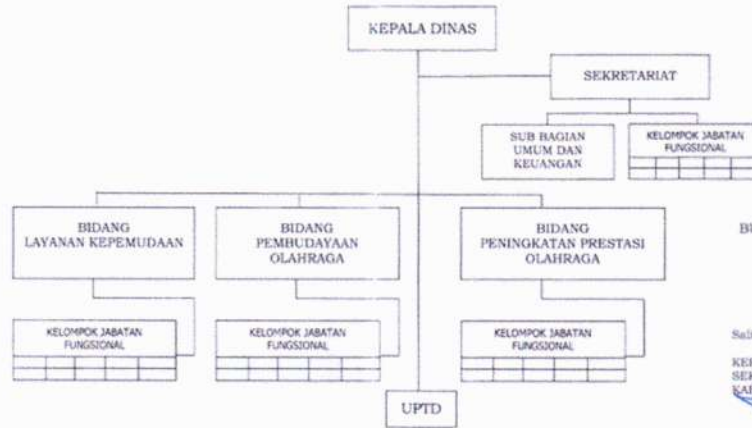 KEPALA DINAS
SEKRETARIAT
SUB BAGIAN
UMUM DAN
KEUANGAN
KELOMPOK JABATAN
FUNGSIONAL
BIDANG
LAYANAN KEPEMUDAAN
BIDANG
PEMBUDAYAAN
OLAHRAGA
BIDANG
PENINGKATAN PRESTASI
OLAHRAGA
KELOMPOK JABATAN
FUNGSIONAL
KELOMPOK JABATAN
FUNGSIONAL
KELOMPOK JABATAN
FUNGSIONAL
UPTD